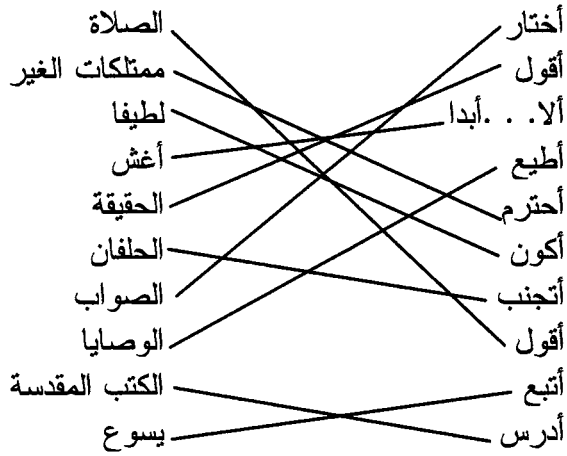 أختار الصلاة
أقول ممتلكات الغير
ألا. . .أبدا لطيفا
أطيع أغش
أحترم الحقيقة
أكون الحلفان
أتجنب الصواب
أقول الوصايا
أتبع الكتب المقدسة
أدرس يسوع